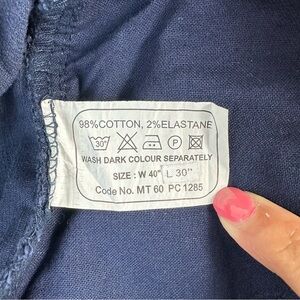 98%COTTON, 2%ELASTANE
30° P
WASH DARK COLOUR SEPARATELY
SIZE : W 40" L 30"
Code No. MT 60 PC 1285